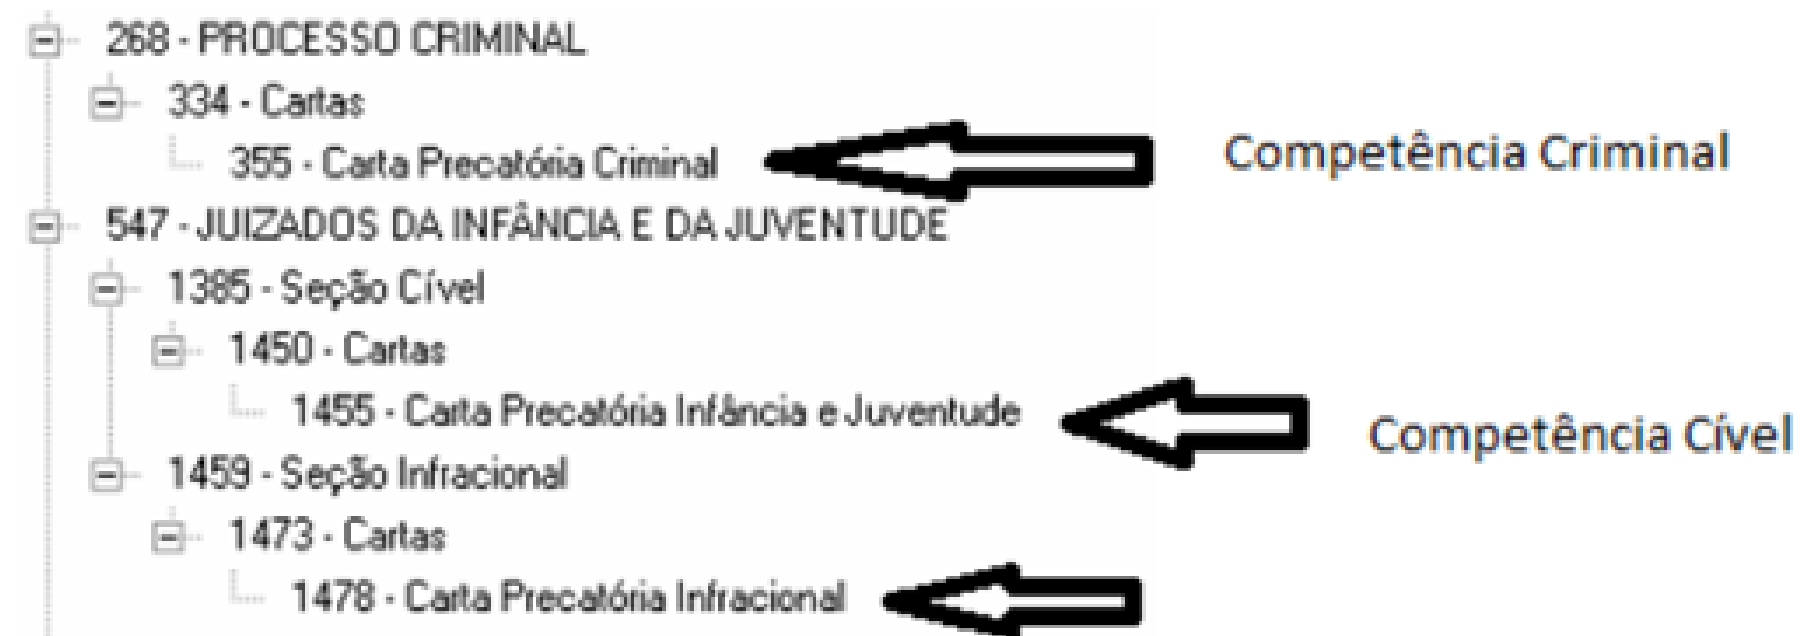 268 - PROCESSO CRIMINAL
334 - Cartas
355 - Carta Precatória Criminal
Competência Criminal
547 - JUIZADOS DA INFÂNCIA E DA JUVENTUDE
1385 - Seção Cível
1450 - Cartas
1455 - Carta Precatória Infância e Juventude
Competência Cível
1459 - Seção Infracional
1473 - Cartas
1478 - Carta Precatória Infracional